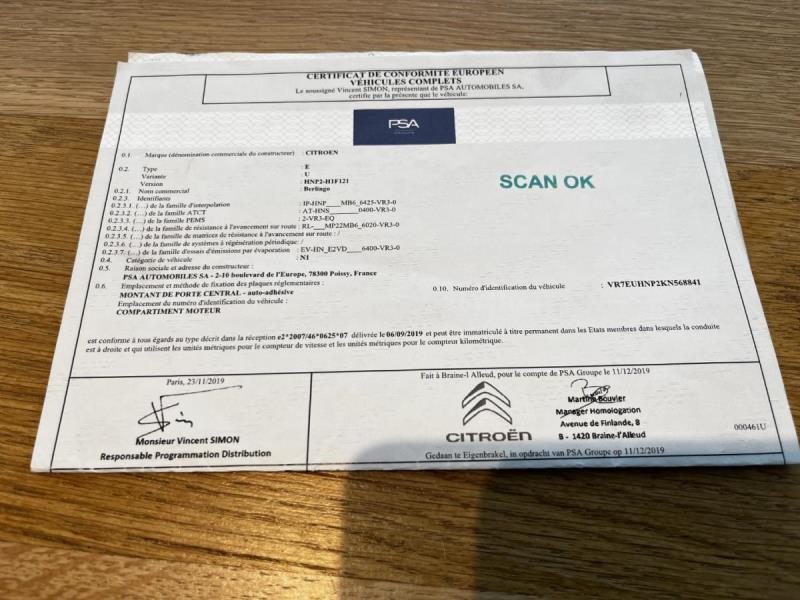 CERTIFICAT DE CONFORMITE EUROPEEN
VÉHICULES COMPLETS
Le soussigné Vincent SIMON, représentant de PSA AUTOMOBILES SA,
certifie par la présente que le véhicule:
PSA
GROUPE
0.1. Marque (dénomination commerciale du constructeur) : CITROEN
0.2. Type : E
Variante : U
Version : HNP2-H1F121
0.2.1. Nom commercial : Berlingo
0.2.3. Identifiants
0.2.3.1. (...) de la famille d'interpolation : IP-HNP___MB6_6425-VR3-0
0.2.3.2. (...) de la famille ATCT : AT-HNS______0400-VR3-0
0.2.3.3. (...) de la famille PEMS : 2-VR3-EQ
0.2.3.4. (...) de la famille de résistance à l'avancement sur route : RL-___MP22MB6_6020-VR3-0
0.2.3.5. (...) de la famille de matrices de résistance à l'avancement sur route : /
0.2.3.6. (...) de la famille de systèmes à régénération périodique: /
0.2.3.7. (...) de la famille d'essais d'émissions par évaporation : EV-HN_E2VD____6400-VR3-0
0.4. Catégorie de véhicule : N1
0.5. Raison sociale et adresse du constructeur :
PSA AUTOMOBILES SA - 2-10 boulevard de l'Europe, 78300 Poissy, France
0.6. Emplacement et méthode de fixation des plaques réglementaires :
MONTANT DE PORTE CENTRAL - auto-adhésive
Emplacement du numéro d'identification du véhicule :
COMPARTIMENT MOTEUR
SCAN OK
0.10. Numéro d'identification du véhicule : VR7EUHNP2KN568841
est conforme à tous égards au type décrit dans la réception e2*2007/46*0625*07 délivrée le 06/09/2019 et peut être immatriculé à titre permanent dans les Etats membres dans lesquels la conduite
est à droite et qui utilisent les unités métriques pour le compteur de vitesse et les unités métriques pour le compteur kilométrique.
Paris, 23/11/2019
Monsieur Vincent SIMON
Responsable Programmation Distribution
Fait à Braine-l Alleud, pour le compte de PSA Groupe le 11/12/2019
CITROËN
Martine Bouvier
Manager Homologation
Avenue de Finlande, 8
B - 1420 Braine-l'Alleud
000461U
Gedaan te Eigenbrakel, in opdracht van PSA Groupe op 11/12/2019